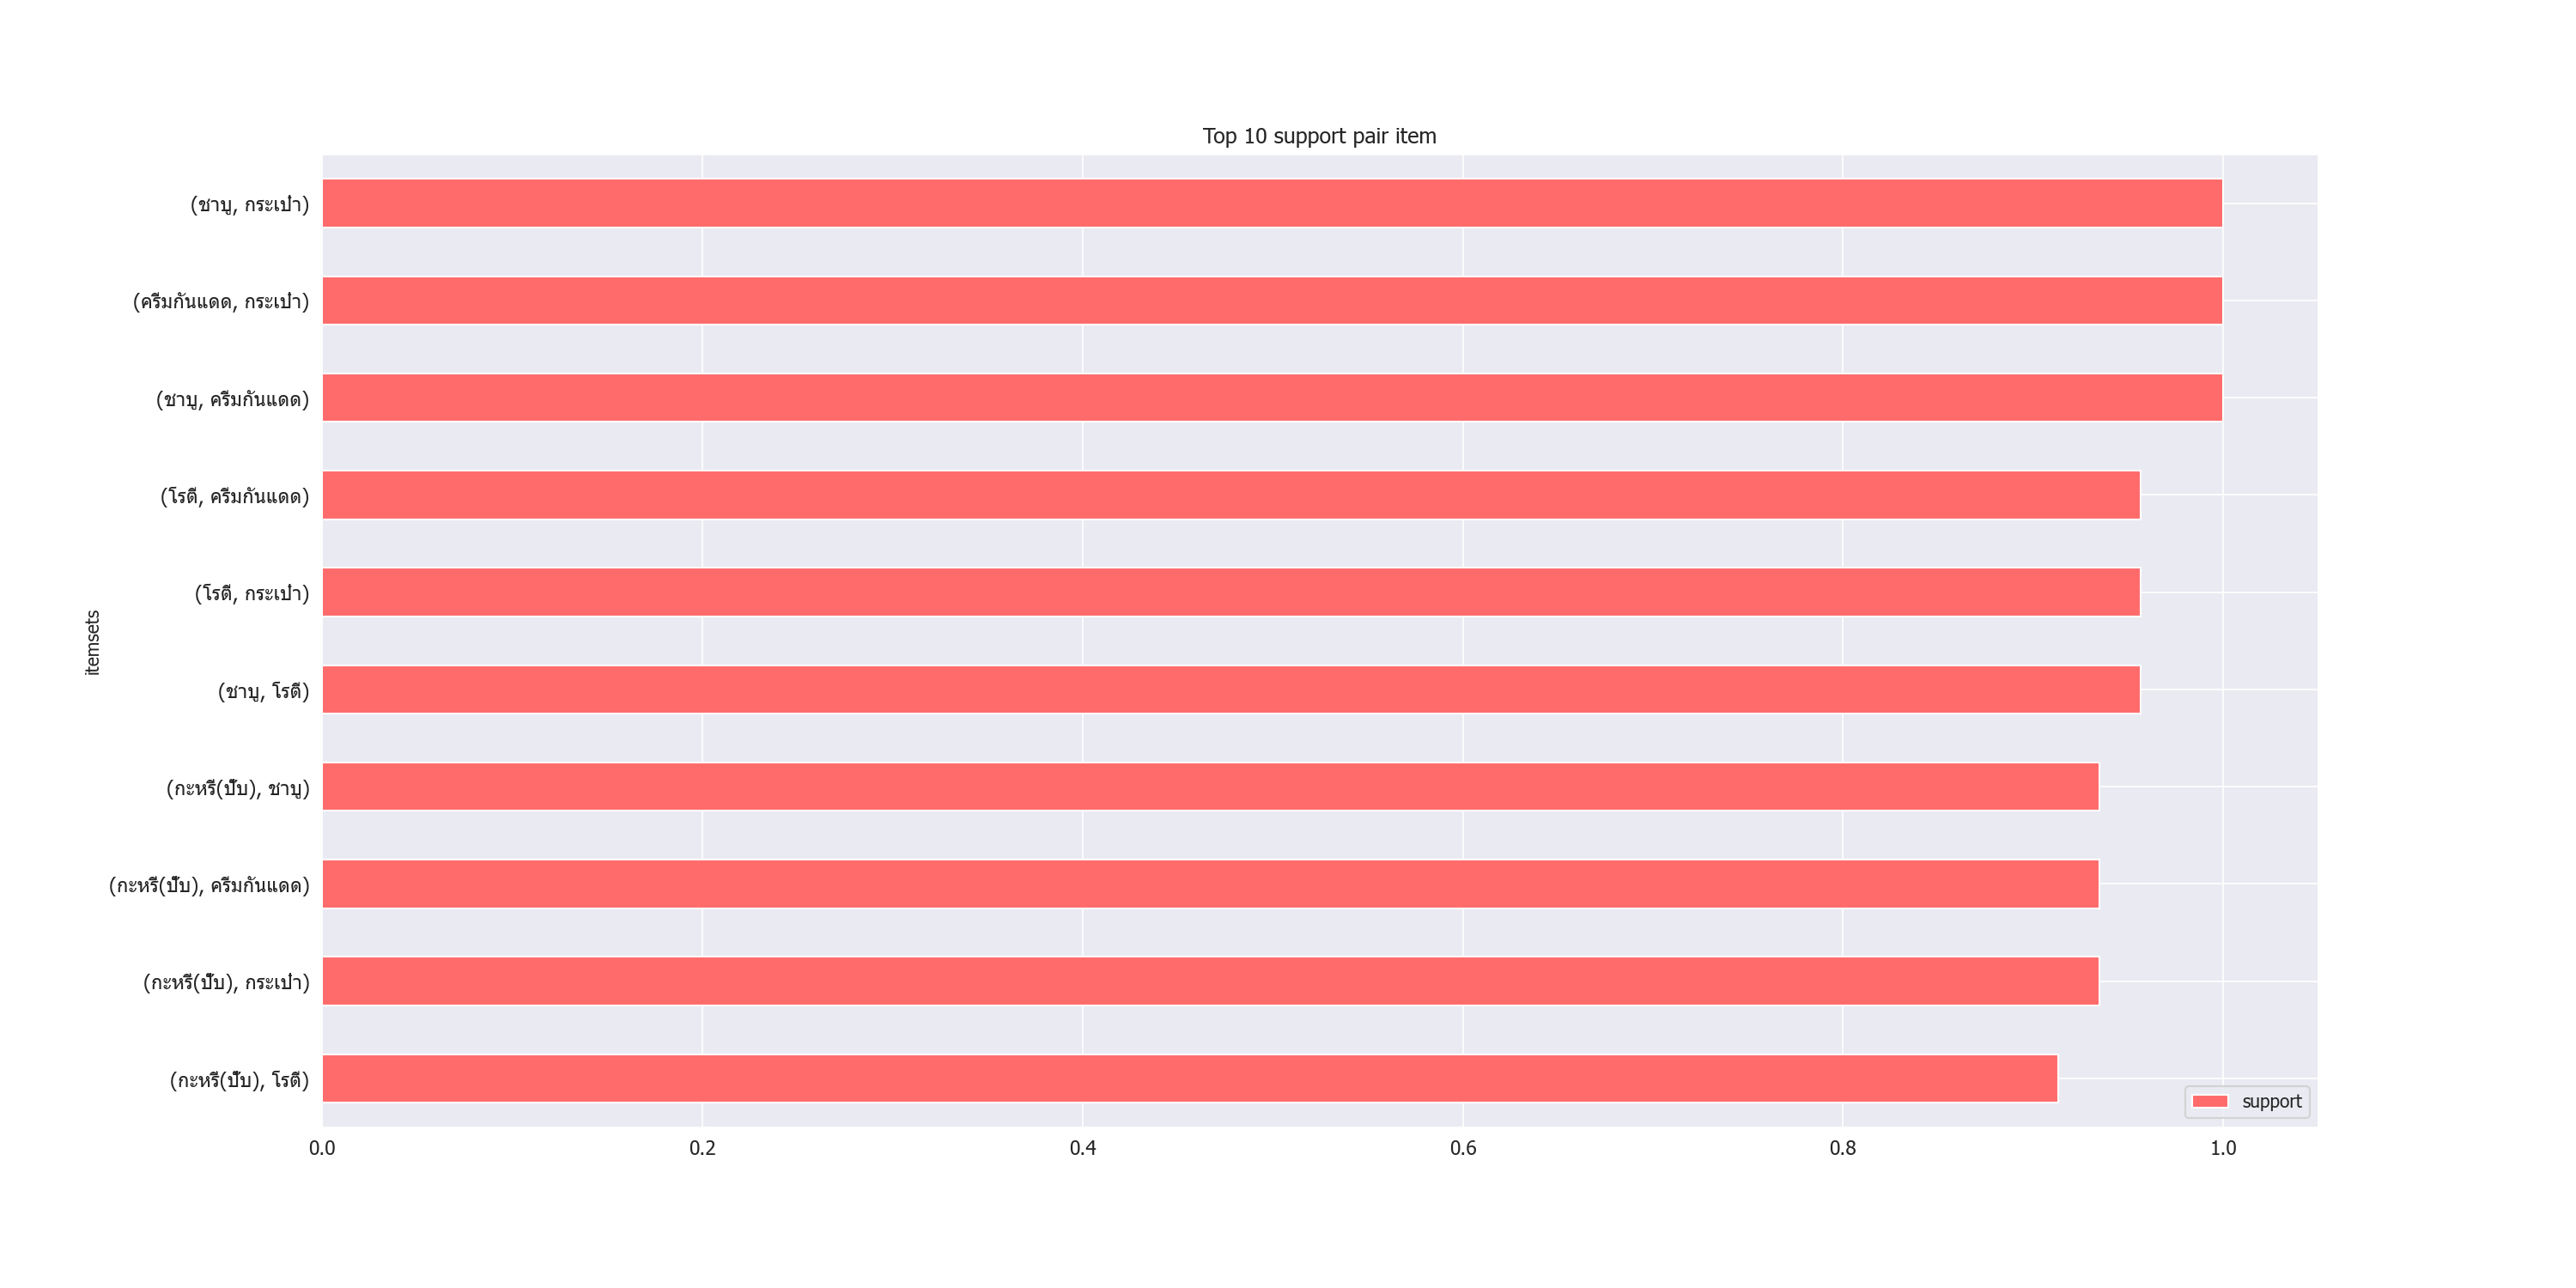 Top 10 support pair item
(ช่าบู, กระเป๋า)
(ครีมกันแดด, กระเป๋า)
(ช่าบู, ครีมกันแดด)
(โรตี, ครีมกันแดด)
(โรตี, กระเป๋า)
(ช่าบู, โรตี)
(กะหรี่(ปั๊บ), ช่าบู)
(กะหรี่(ปั๊บ), ครีมกันแดด)
(กะหรี่(ปั๊บ), กระเป๋า)
(กะหรี่(ปั๊บ), โรตี)
itemsets
support
0.0 0.2 0.4 0.6 0.8 1.0